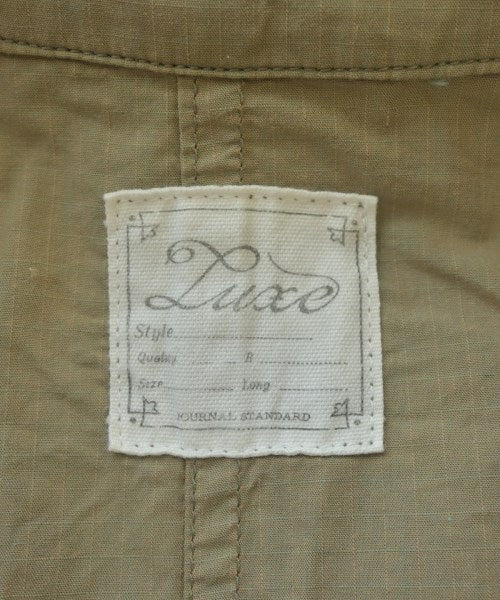 Luxe
Style
Quality B
Size Long
JOURNAL STANDARD